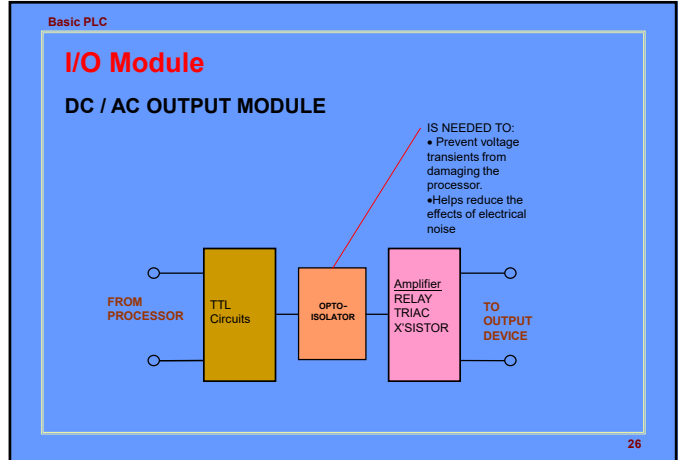 Basic PLC
I/O Module
DC / AC OUTPUT MODULE
IS NEEDED TO:
• Prevent voltage
transients from
damaging the
processor.
•Helps reduce the
effects of electrical
noise
FROM
PROCESSOR
TTL
Circuits
OPTO-
ISOLATOR
Amplifier
RELAY
TRIAC
X'SISTOR
TO
OUTPUT
DEVICE
26